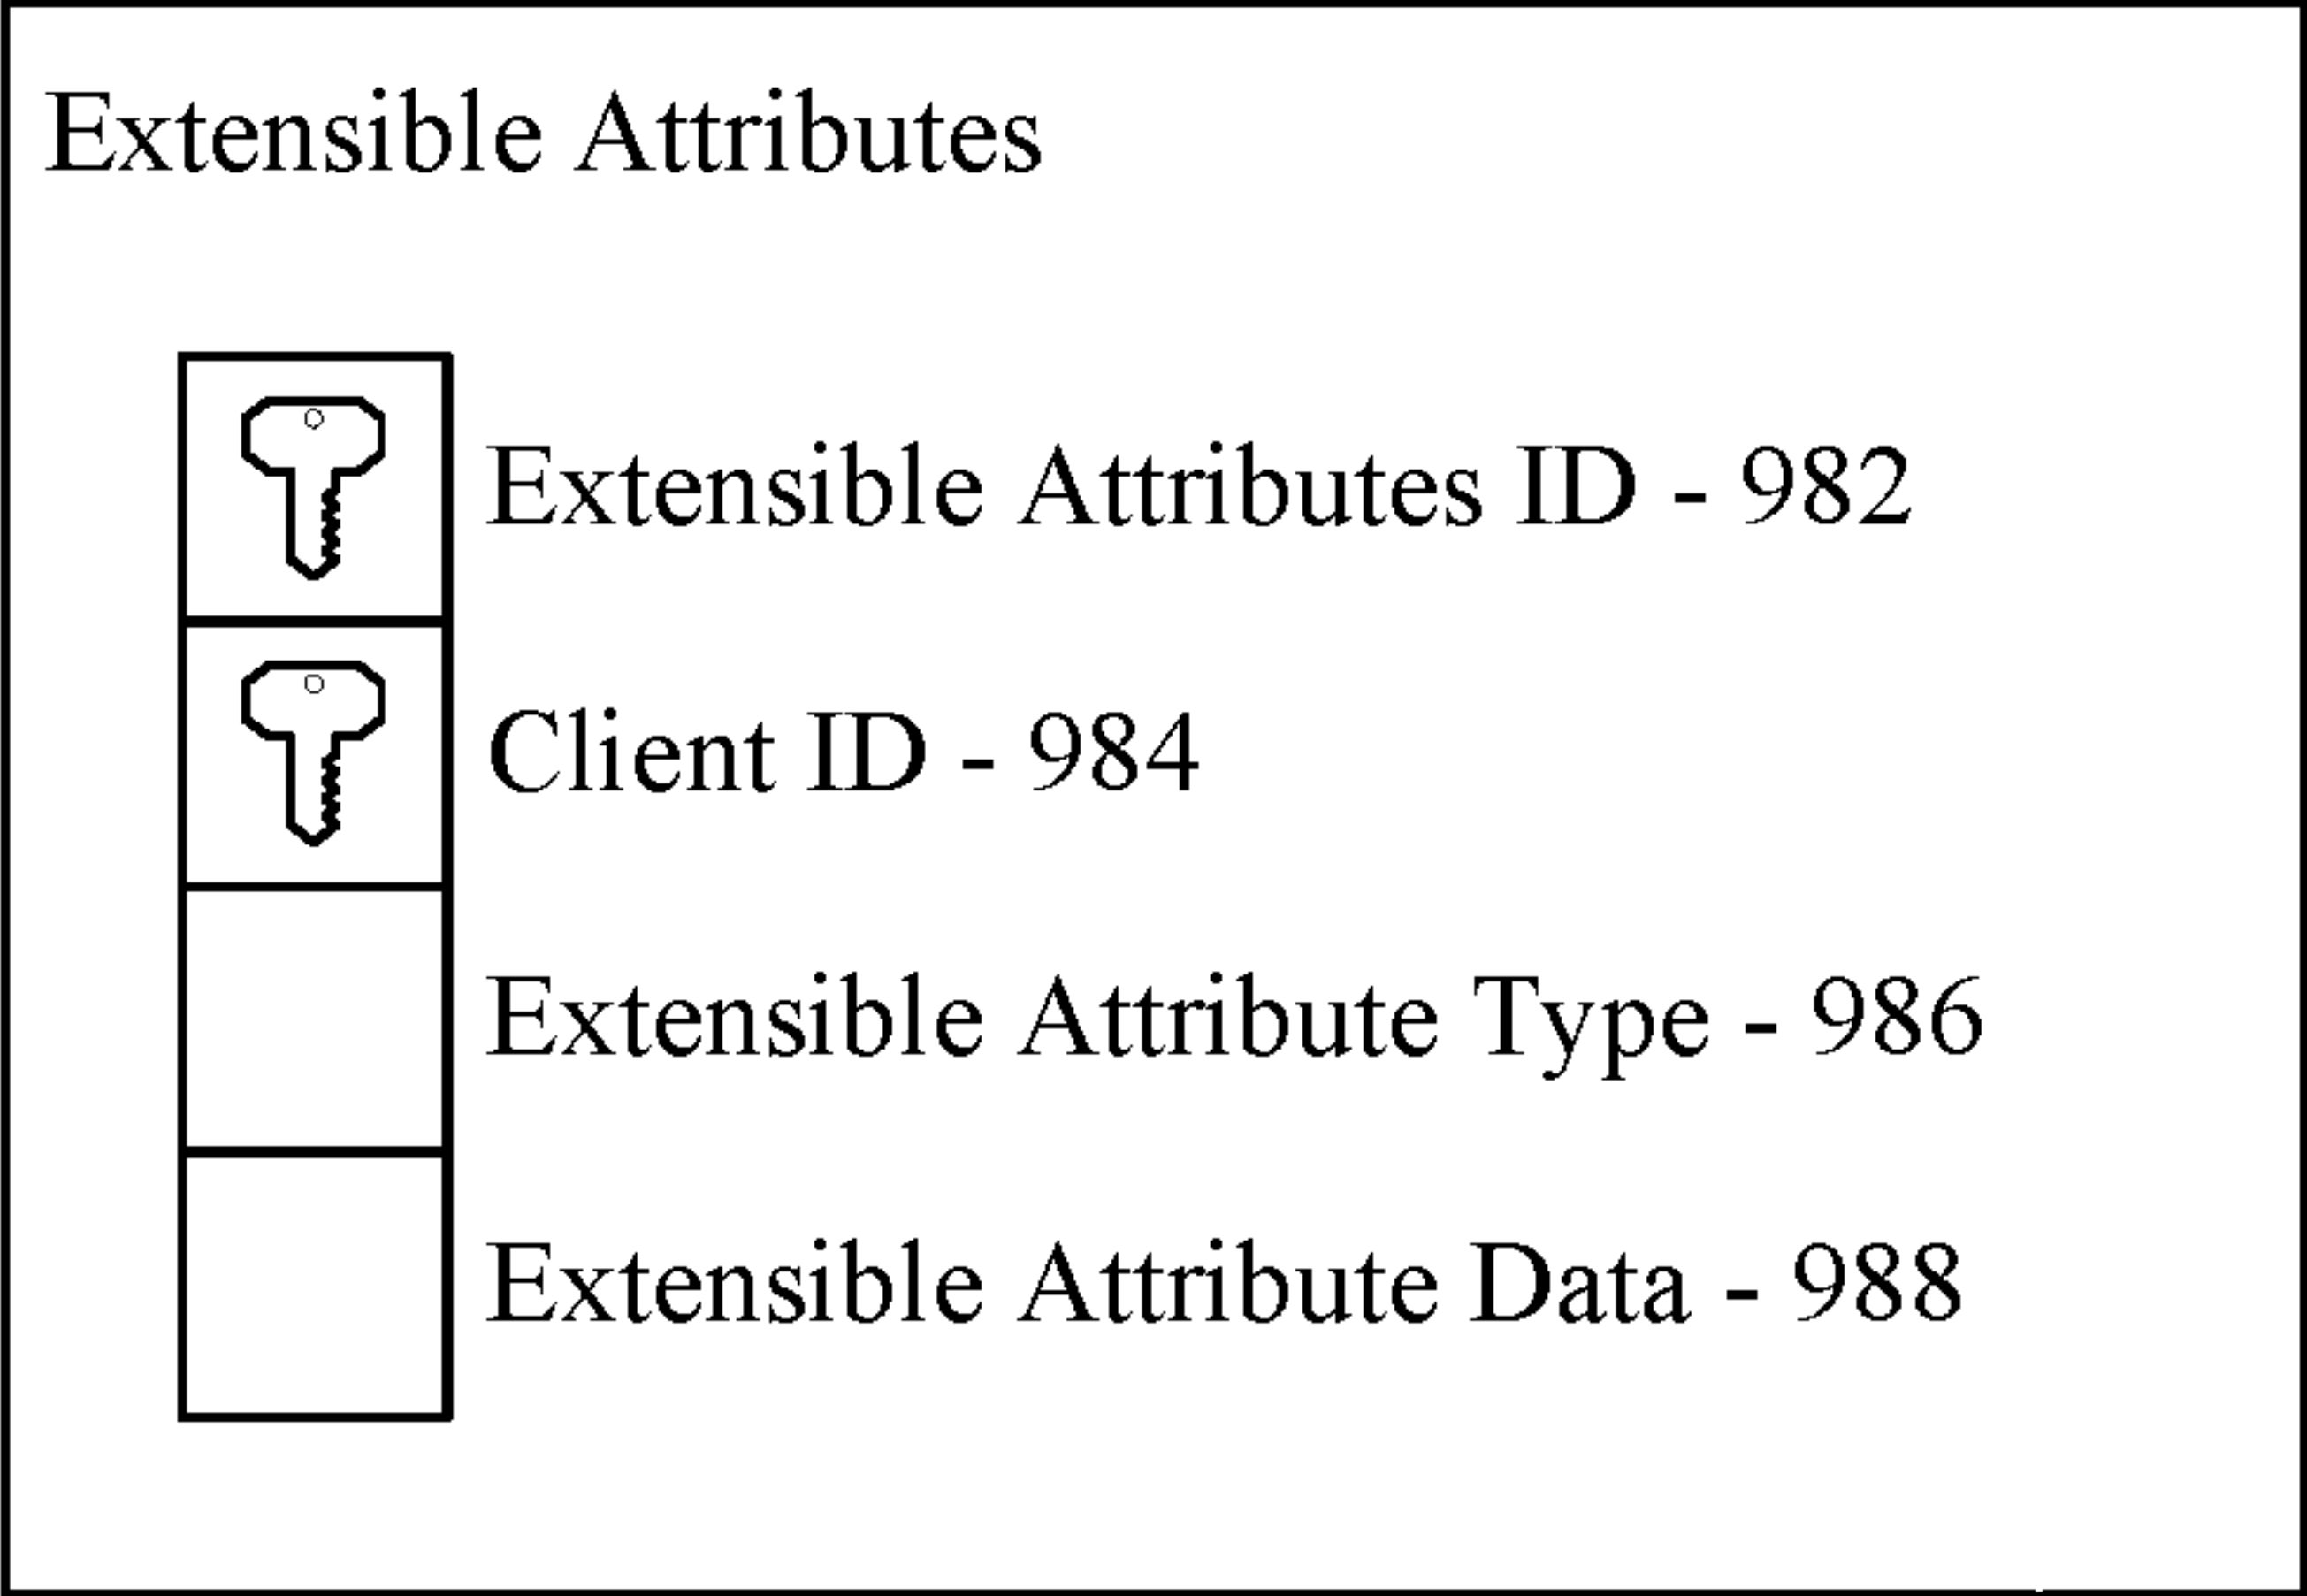 Extensible Attributes
Extensible Attributes ID - 982
Client ID - 984
Extensible Attribute Type - 986
Extensible Attribute Data - 988